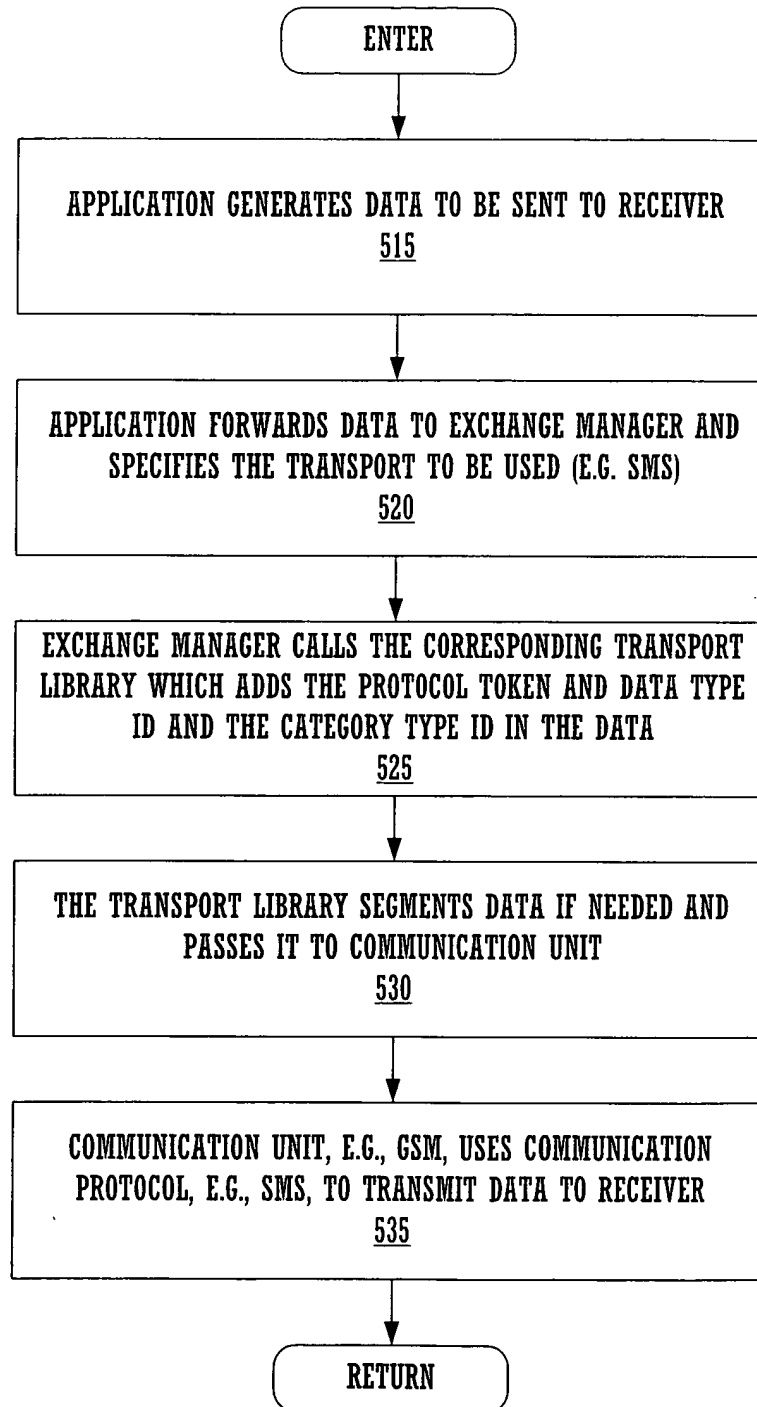 ENTER
APPLICATION GENERATES DATA TO BE SENT TO RECEIVER
515
APPLICATION FORWARDS DATA TO EXCHANGE MANAGER AND
SPECIFIES THE TRANSPORT TO BE USED (E.G. SMS)
520
EXCHANGE MANAGER CALLS THE CORRESPONDING TRANSPORT
LIBRARY WHICH ADDS THE PROTOCOL TOKEN AND DATA TYPE
ID AND THE CATEGORY TYPE ID IN THE DATA
525
THE TRANSPORT LIBRARY SEGMENTS DATA IF NEEDED AND
PASSES IT TO COMMUNICATION UNIT
530
COMMUNICATION UNIT, E.G., GSM, USES COMMUNICATION
PROTOCOL, E.G., SMS, TO TRANSMIT DATA TO RECEIVER
535
RETURN